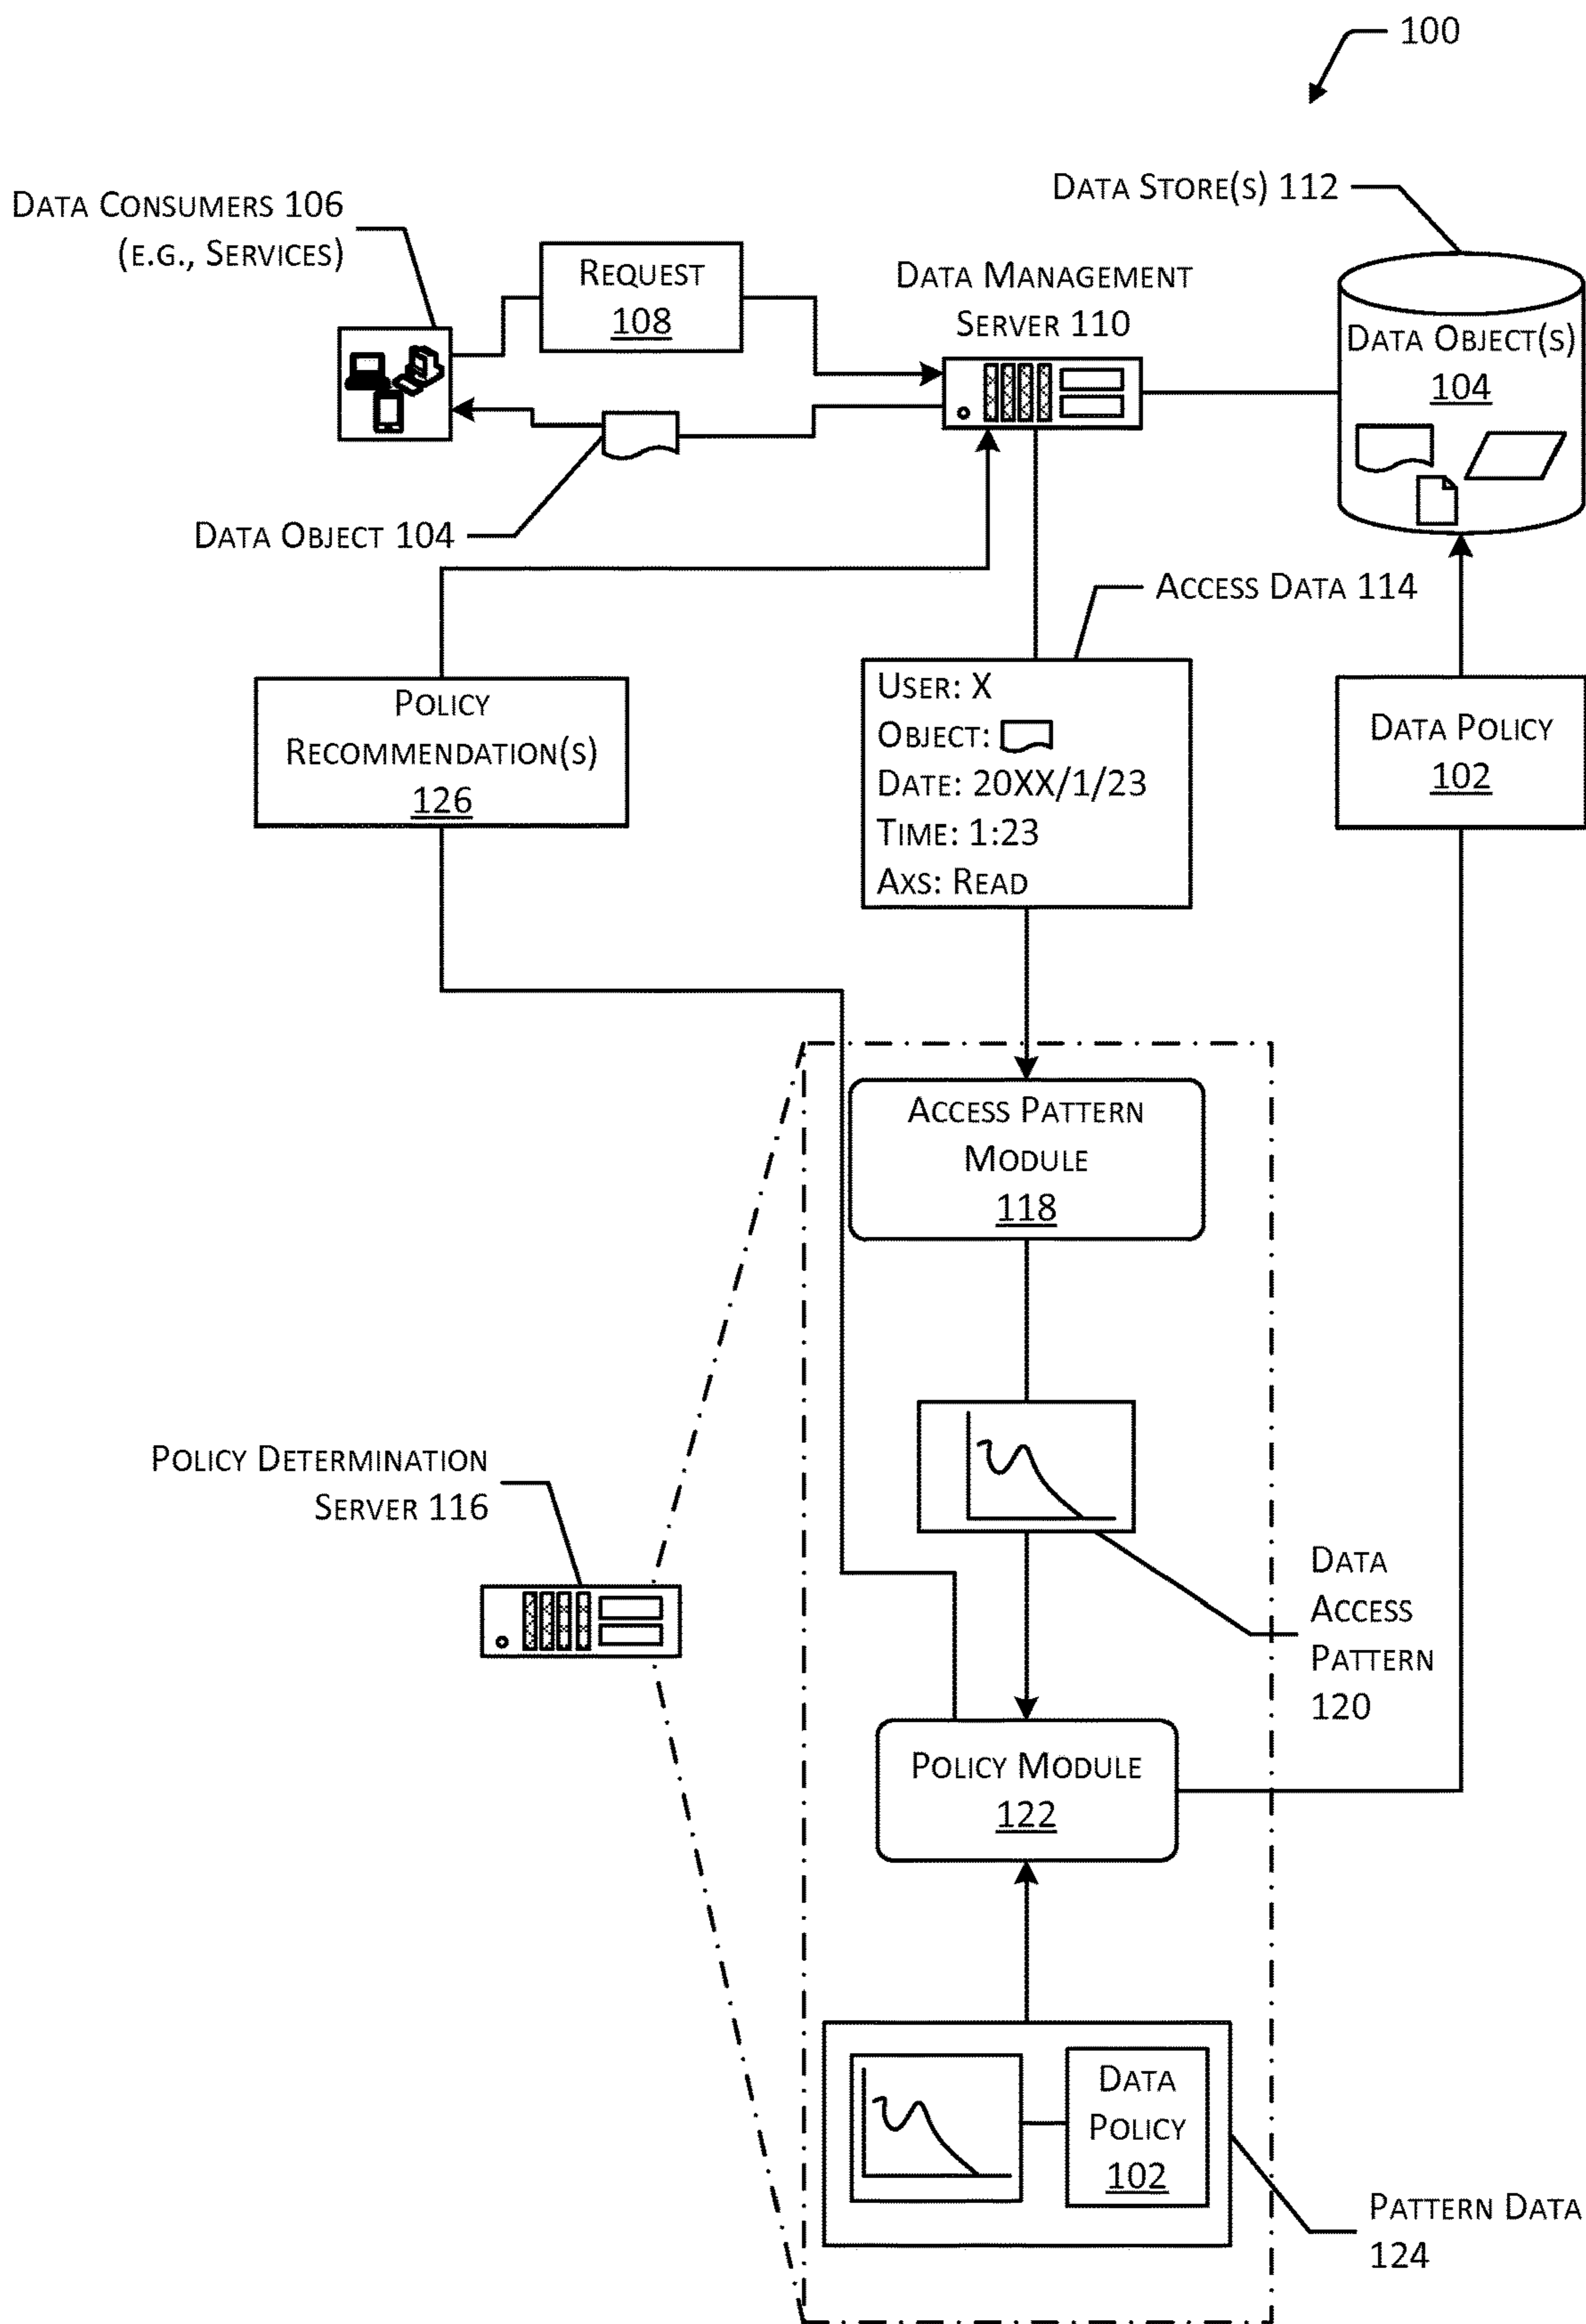 100
DATA STORE(S) 112
DATA CONSUMERS 106
(E.G., SERVICES)
REQUEST
108
DATA MANAGEMENT
SERVER 110
DATA OBJECT(S)
104
DATA OBJECT 104
ACCESS DATA 114
POLICY
RECOMMENDATION(S)
126
USER: X
OBJECT:
DATE: 20XX/1/23
TIME: 1:23
AXS: READ
DATA POLICY
102
ACCESS PATTERN
MODULE
118
POLICY DETERMINATION
SERVER 116
DATA
ACCESS
PATTERN
120
POLICY MODULE
122
DATA
POLICY
102
PATTERN DATA
124